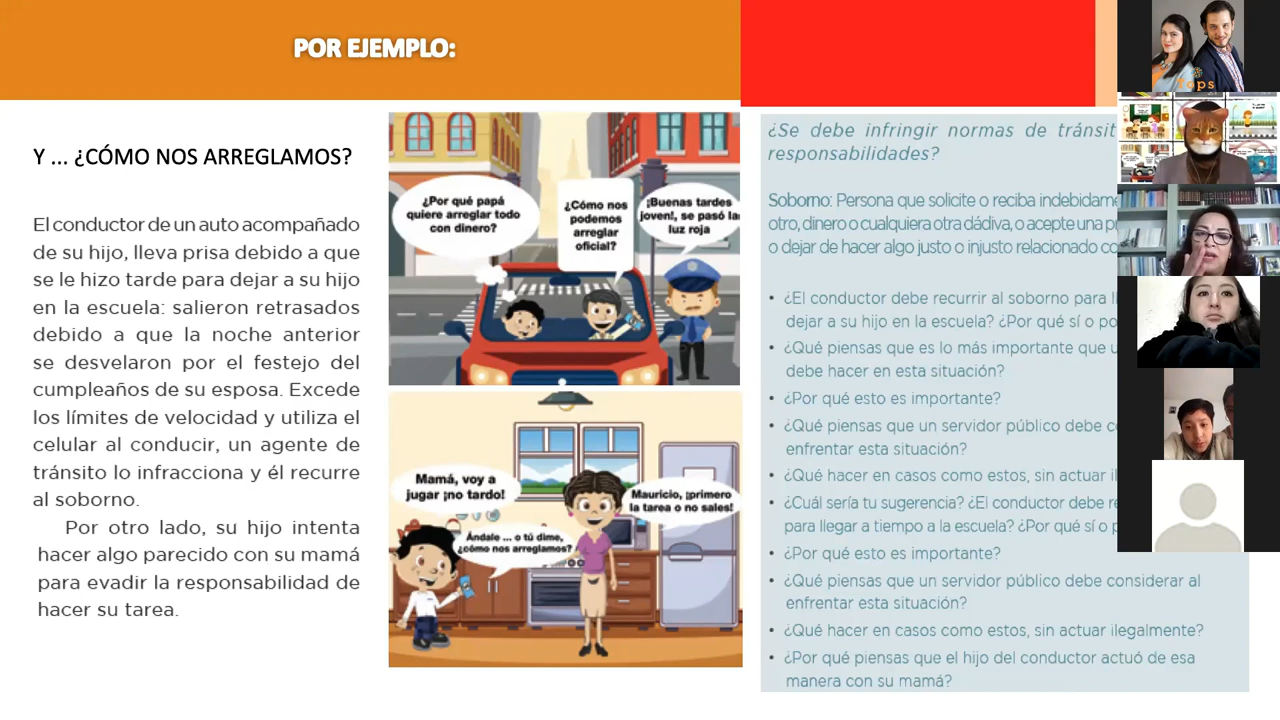 POR EJEMPLO:
Y ... ¿CÓMO NOS ARREGLAMOS?
El conductor de un auto acompañado
de su hijo, lleva prisa debido a que
se le hizo tarde para dejar a su hijo
en la escuela: salieron retrasados
debido a que la noche anterior
se desvelaron por el festejo del
cumpleaños de su esposa. Excede
los límites de velocidad y utiliza el
celular al conducir, un agente de
tránsito lo infracciona y él recurre
al soborno.
Por otro lado, su hijo intenta
hacer algo parecido con su mamá
para evadir la responsabilidad de
hacer su tarea.
¿Por qué papá
quiere arreglar todo
con dinero?
¿Cómo nos
podemos
arreglar
oficial?
¡Buenas tardes
joven!, se pasó la
luz roja
Mamá, voy a
jugar ¡no tardo!
Ándale ... o tú dime,
¿cómo nos arreglamos?
Mauricio, ¡primero
la tarea o no sales!
¿Se debe infringir normas de tránsit
responsabilidades?
Soborno: Persona que solicite o reciba indebidame
otro, dinero o cualquiera otra dádiva, o acepte una p
o dejar de hacer algo justo o injusto relacionado co
• ¿El conductor debe recurrir al soborno para ll
dejar a su hijo en la escuela? ¿Por qué sí o po
• ¿Qué piensas que es lo más importante que u
debe hacer en esta situación?
• ¿Por qué esto es importante?
• ¿Qué piensas que un servidor público debe c
enfrentar esta situación?
• ¿Qué hacer en casos como estos, sin actuar il
• ¿Cuál sería tu sugerencia? ¿El conductor debe re
para llegar a tiempo a la escuela? ¿Por qué sí o p
• ¿Por qué esto es importante?
• ¿Qué piensas que un servidor público debe considerar al
enfrentar esta situación?
• ¿Qué hacer en casos como estos, sin actuar ilegalmente?
• ¿Por qué piensas que el hijo del conductor actuó de esa
manera con su mamá?